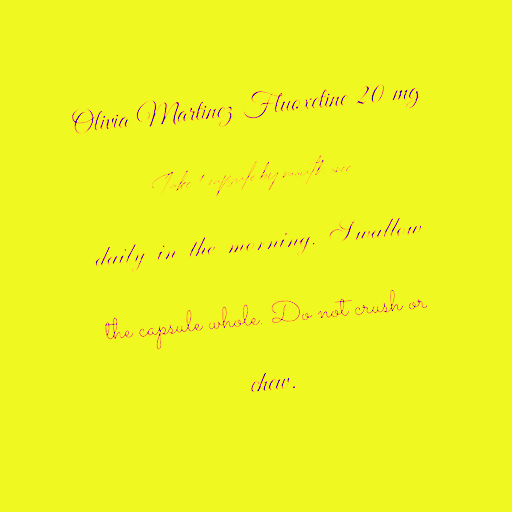 Olivia Martinez Fluoxetine 20 mg
Take 1 capsule by mouth
daily in the morning. Swallow
the capsule whole. Do not crush or
chew.